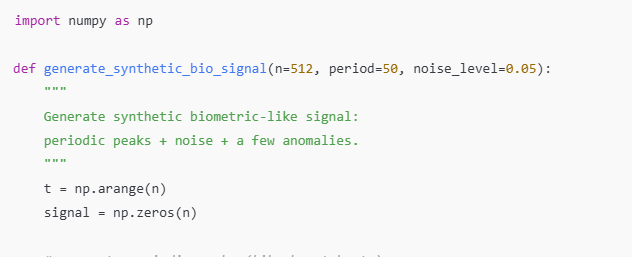 import numpy as np
def generate_synthetic_bio_signal(n=512, period=50, noise_level=0.05):
"""
Generate synthetic biometric-like signal:
periodic peaks + noise + a few anomalies.
"""
t = np.arange(n)
signal = np.zeros(n)